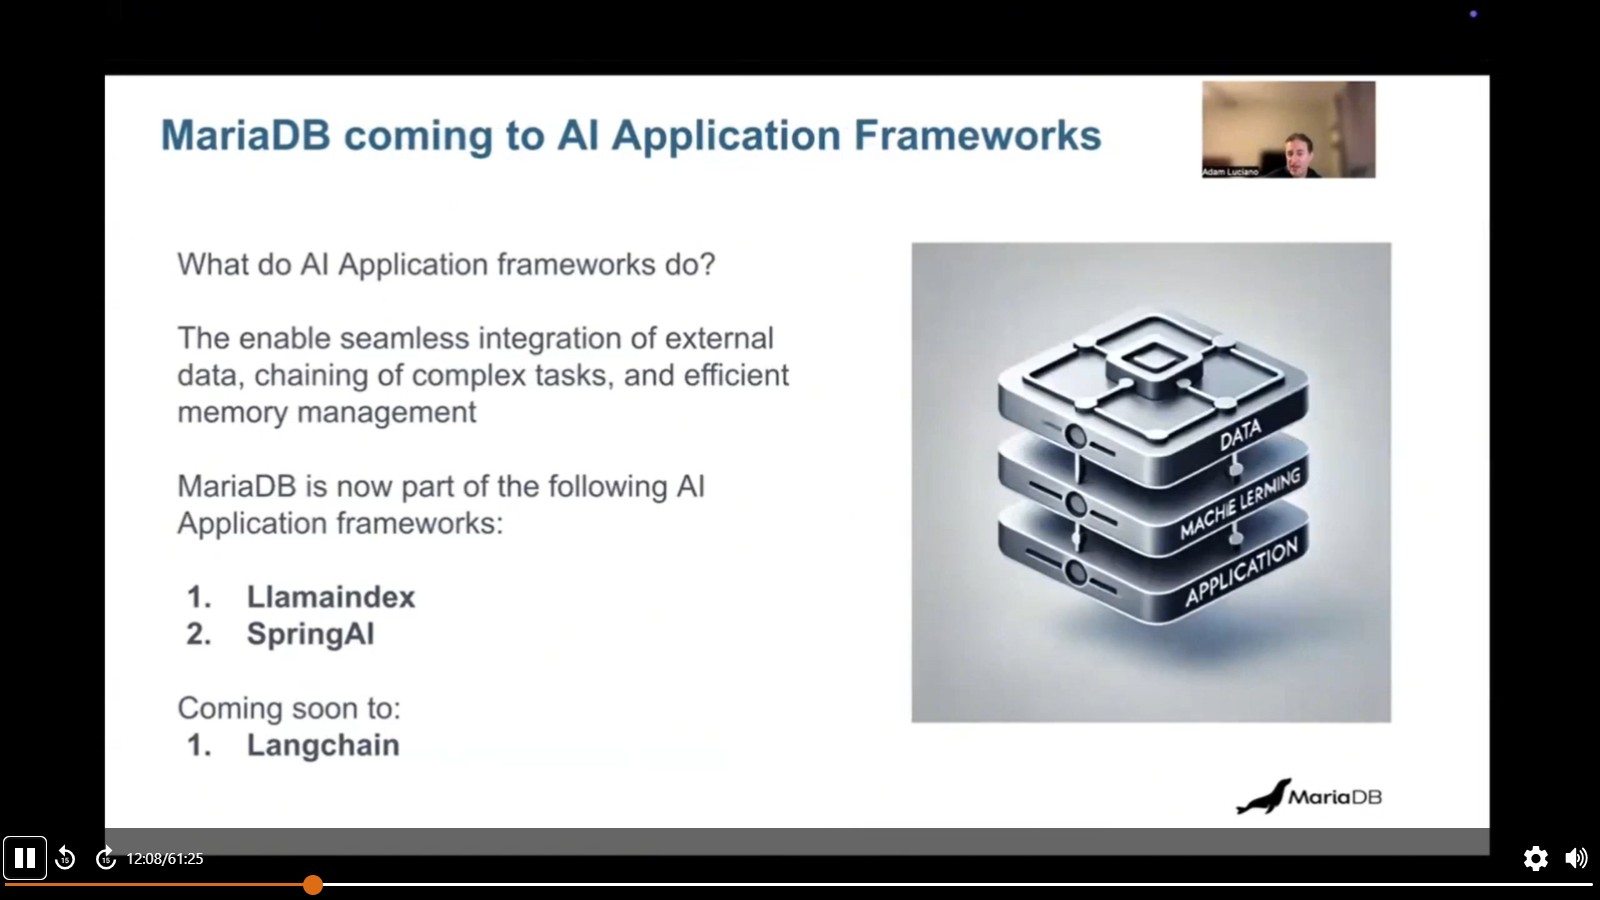 MariaDB coming to AI Application Frameworks
Adam Luciano
What do AI Application frameworks do?
The enable seamless integration of external
data, chaining of complex tasks, and efficient
memory management
MariaDB is now part of the following AI
Application frameworks:
1. Llamaindex
2. SpringAI
Coming soon to:
1. Langchain
DATA
MACHIE LERMING
APPLICATION
MariaDB
15
15
12:08/61:25